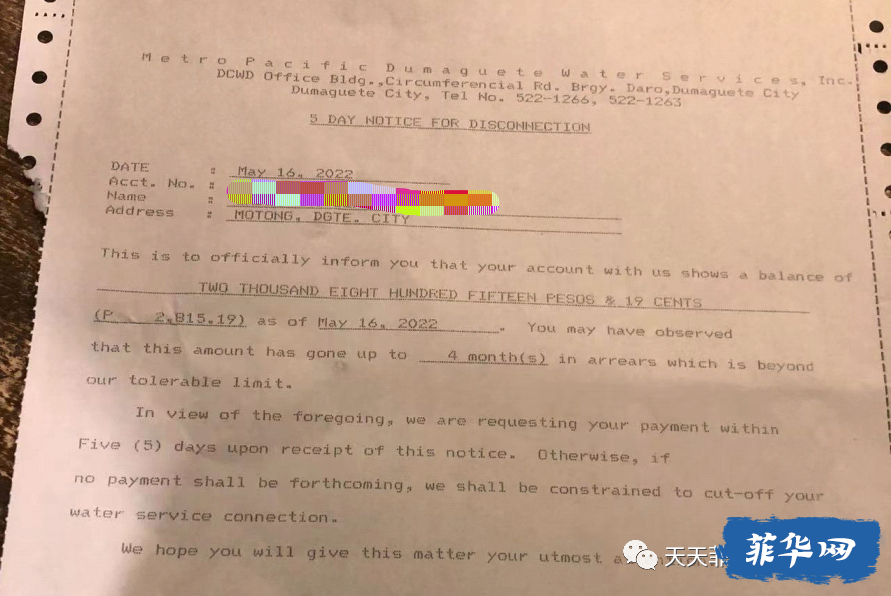 Metro Pacific Dumaguete Water Services, Inc.
DCWD Office Bldg.,Circumferencial Rd. Brgy. Daro,Dumaguete City
Dumaguete City, Tel No. 522-1266, 522-1263
5 DAY NOTICE FOR DISCONNECTION
DATE : May 16, 2022
Acct. No. :
Name :
Address : MOTONG, DGTE. CITY
This is to officially inform you that your account with us shows a balance of
TWO THOUSAND EIGHT HUNDRED FIFTEEN PESOS & 19 CENTS
(P 2,815.19) as of May 16, 2022 . You may have observed
that this amount has gone up to 4 month(s) in arrears which is beyond
our tolerable limit.
In view of the foregoing, we are requesting your payment within
Five (5) days upon receipt of this notice. Otherwise, if
no payment shall be forthcoming, we shall be constrained to cut-off your
water service connection.
We hope you will give this matter your utmost
天天菲
菲华网